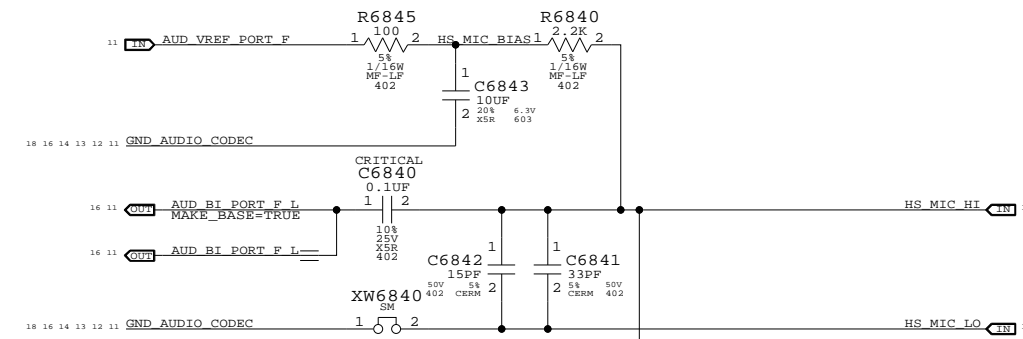 R6845
100
11 IN AUD_VREF_PORT_F 1 2 HS_MIC_BIAS
5%
1/16W
MF-LF
402
R6840
2.2K
1 2
5%
1/16W
MF-LF
402
1
C6843
10UF
2 20% 6.3V
X5R 603
18 16 14 13 12 11 GND_AUDIO_CODEC
CRITICAL
C6840
0.1UF
1 2
10%
25V
X5R
402
16 11 OUT AUD_BI_PORT_F_L
MAKE_BASE=TRUE
HS_MIC_HI IN
16 11 OUT AUD_BI_PORT_F_L
1
C6842
15PF
50V 5% 2
402 CERM
1
C6841
33PF
2 5% 50V
CERM 402
XW6840
SM
1 2
18 16 14 13 12 11 GND_AUDIO_CODEC
HS_MIC_LO IN